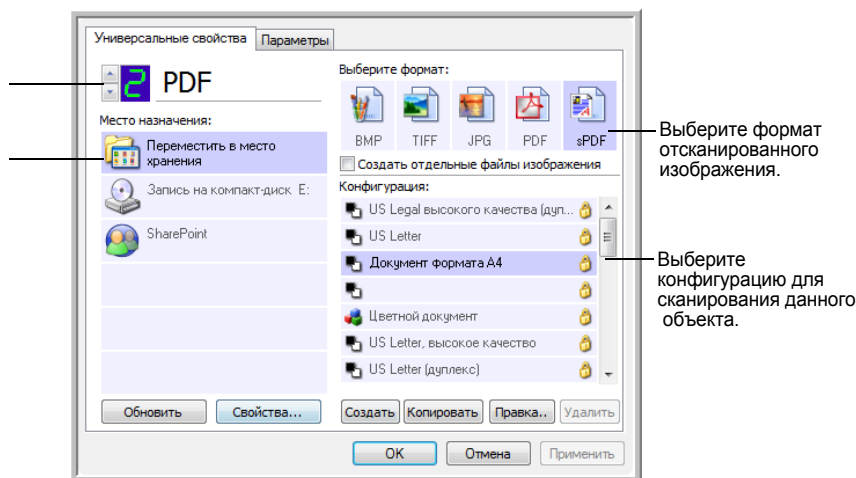 Универсальные свойства
Параметры
2 PDF
Место назначения:
Переместить в место
хранения
Запись на компакт-диск E:
SharePoint
Обновить
Свойства...
Выберите формат:
BMP TIFF JPG PDF sPDF
Создать отдельные файлы изображения
Конфигурация:
US Legal высокого качества (дуп...
US Letter
Документ формата A4
Цветной документ
US Letter, высокое качество
US Letter (дуплекс)
Создать Копировать Правка.. Удалить
OK Отмена Применить
Выберите формат
отсканированного
изображения.
Выберите
конфигурацию для
сканирования данного
объекта.